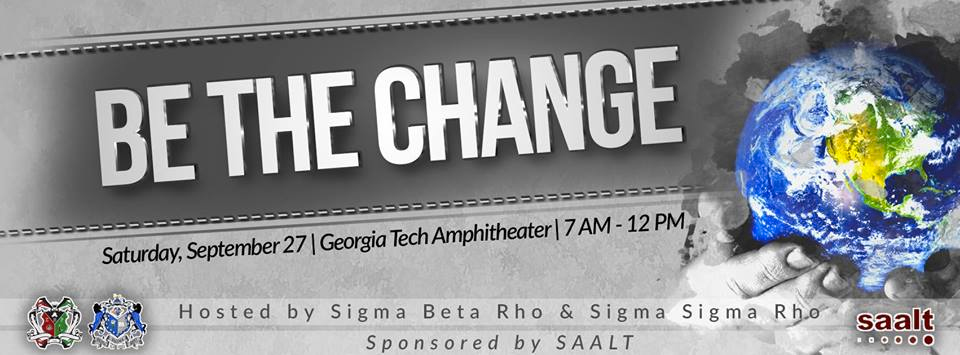 BE THE CHANGE
Saturday, September 27 | Georgia Tech Amphitheater | 7 AM - 12 PM
Hosted by Sigma Beta Rho & Sigma Sigma Rho
Sponsored by SAALT
saalt